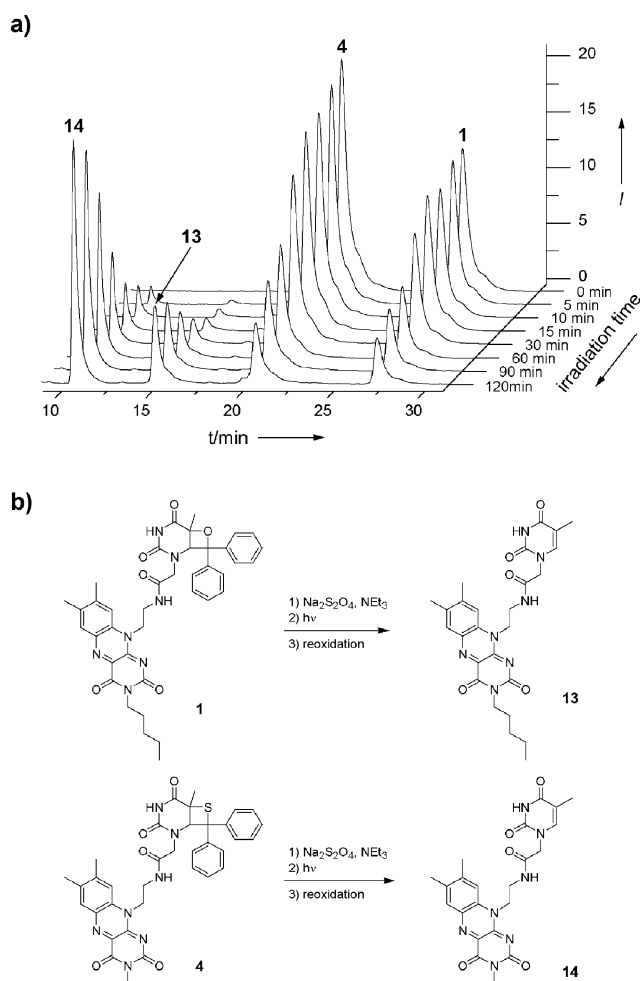 a)
4
20
14
1
15
I
10
13
5
0
0 min
5 min
10 min
15 min
30 min
60 min
90 min
120min
irradiation time
10 15 20 25 30
t/min
b)
O
HN O
O N
O
NH
N
N N
O N O
1
1) Na2S2O4, NEt3
2) hν
3) reoxidation
O
HN
O N
O
NH
N
N N
O N O
13
O
HN S
O N
O
NH
N
N N
O N O
4
1) Na2S2O4, NEt3
2) hν
3) reoxidation
O
HN
O N
O
NH
N
N N
O N O
14